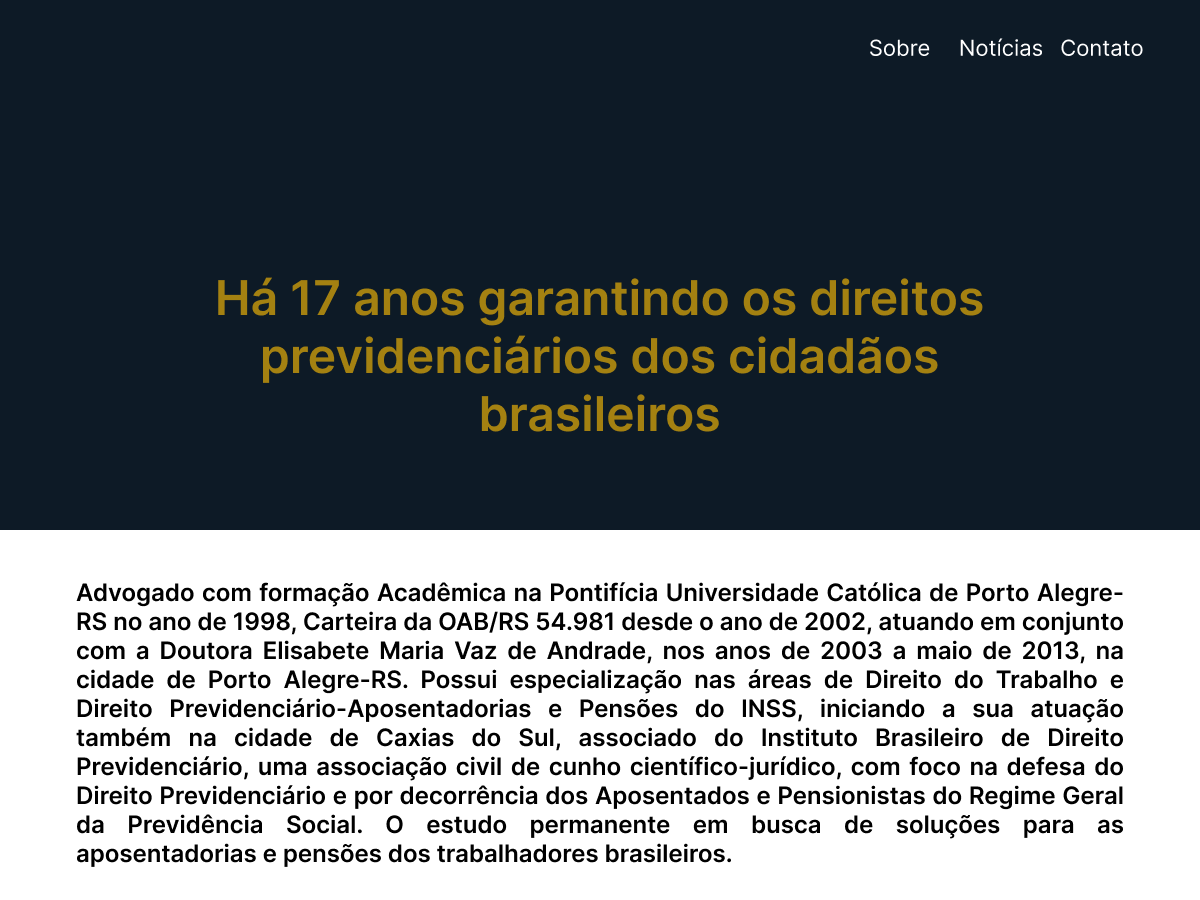 Sobre Notícias Contato
Há 17 anos garantindo os direitos
previdenciários dos cidadãos
brasileiros
Advogado com formação Acadêmica na Pontifícia Universidade Católica de Porto Alegre-
RS no ano de 1998, Carteira da OAB/RS 54.981 desde o ano de 2002, atuando em conjunto
com a Doutora Elisabete Maria Vaz de Andrade, nos anos de 2003 a maio de 2013, na
cidade de Porto Alegre-RS. Possui especialização nas áreas de Direito do Trabalho e
Direito Previdenciário-Aposentadorias e Pensões do INSS, iniciando a sua atuação
também na cidade de Caxias do Sul, associado do Instituto Brasileiro de Direito
Previdenciário, uma associação civil de cunho científico-jurídico, com foco na defesa do
Direito Previdenciário e por decorrência dos Aposentados e Pensionistas do Regime Geral
da Previdência Social. O estudo permanente em busca de soluções para as
aposentadorias e pensões dos trabalhadores brasileiros.